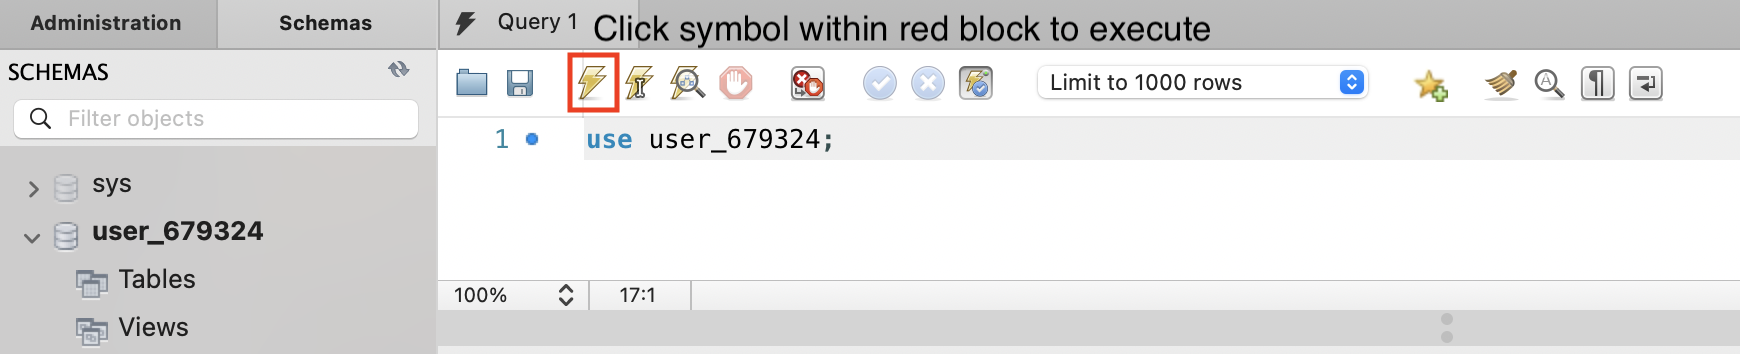 Administration
Schemas
Query 1
Click symbol within red block to execute
SCHEMAS
Filter objects
Limit to 1000 rows
1
use user_679324;
sys
user_679324
Tables
Views
100%
17:1